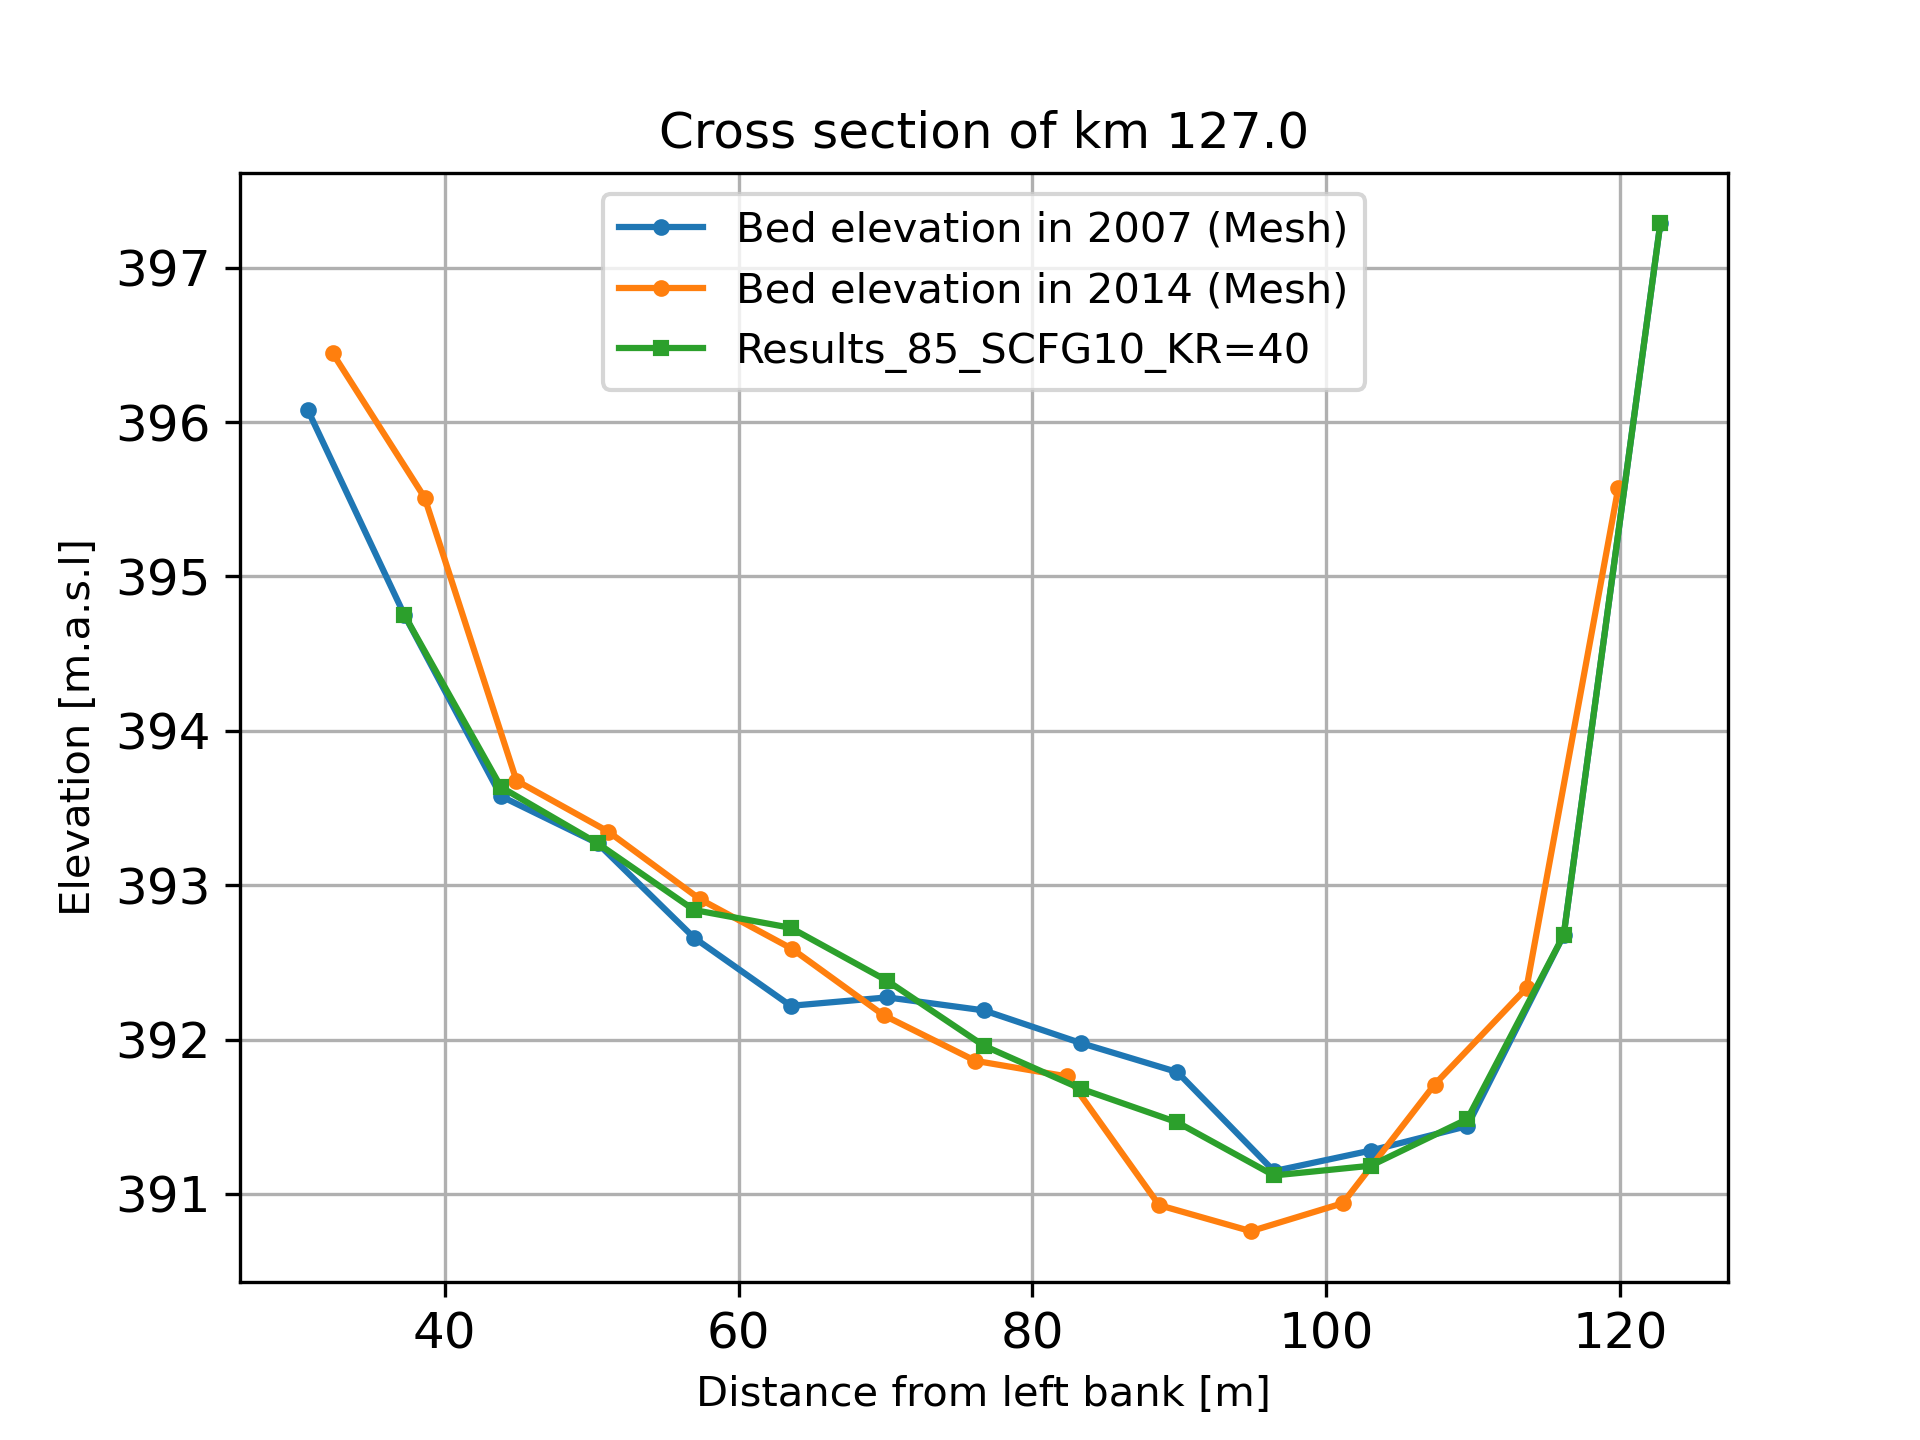 Cross section of km 127.0
Bed elevation in 2007 (Mesh)
Bed elevation in 2014 (Mesh)
Results_85_SCFG10_KR=40
397
396
395
394
393
392
391
Elevation [m.a.s.l]
40 60 80 100 120
Distance from left bank [m]